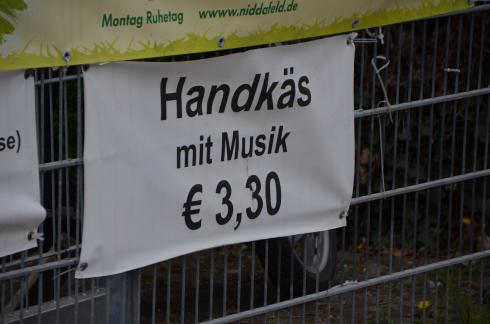 Montag Ruhetag www.niddafeld.de
se)
Handkäs
mit Musik
€ 3,30